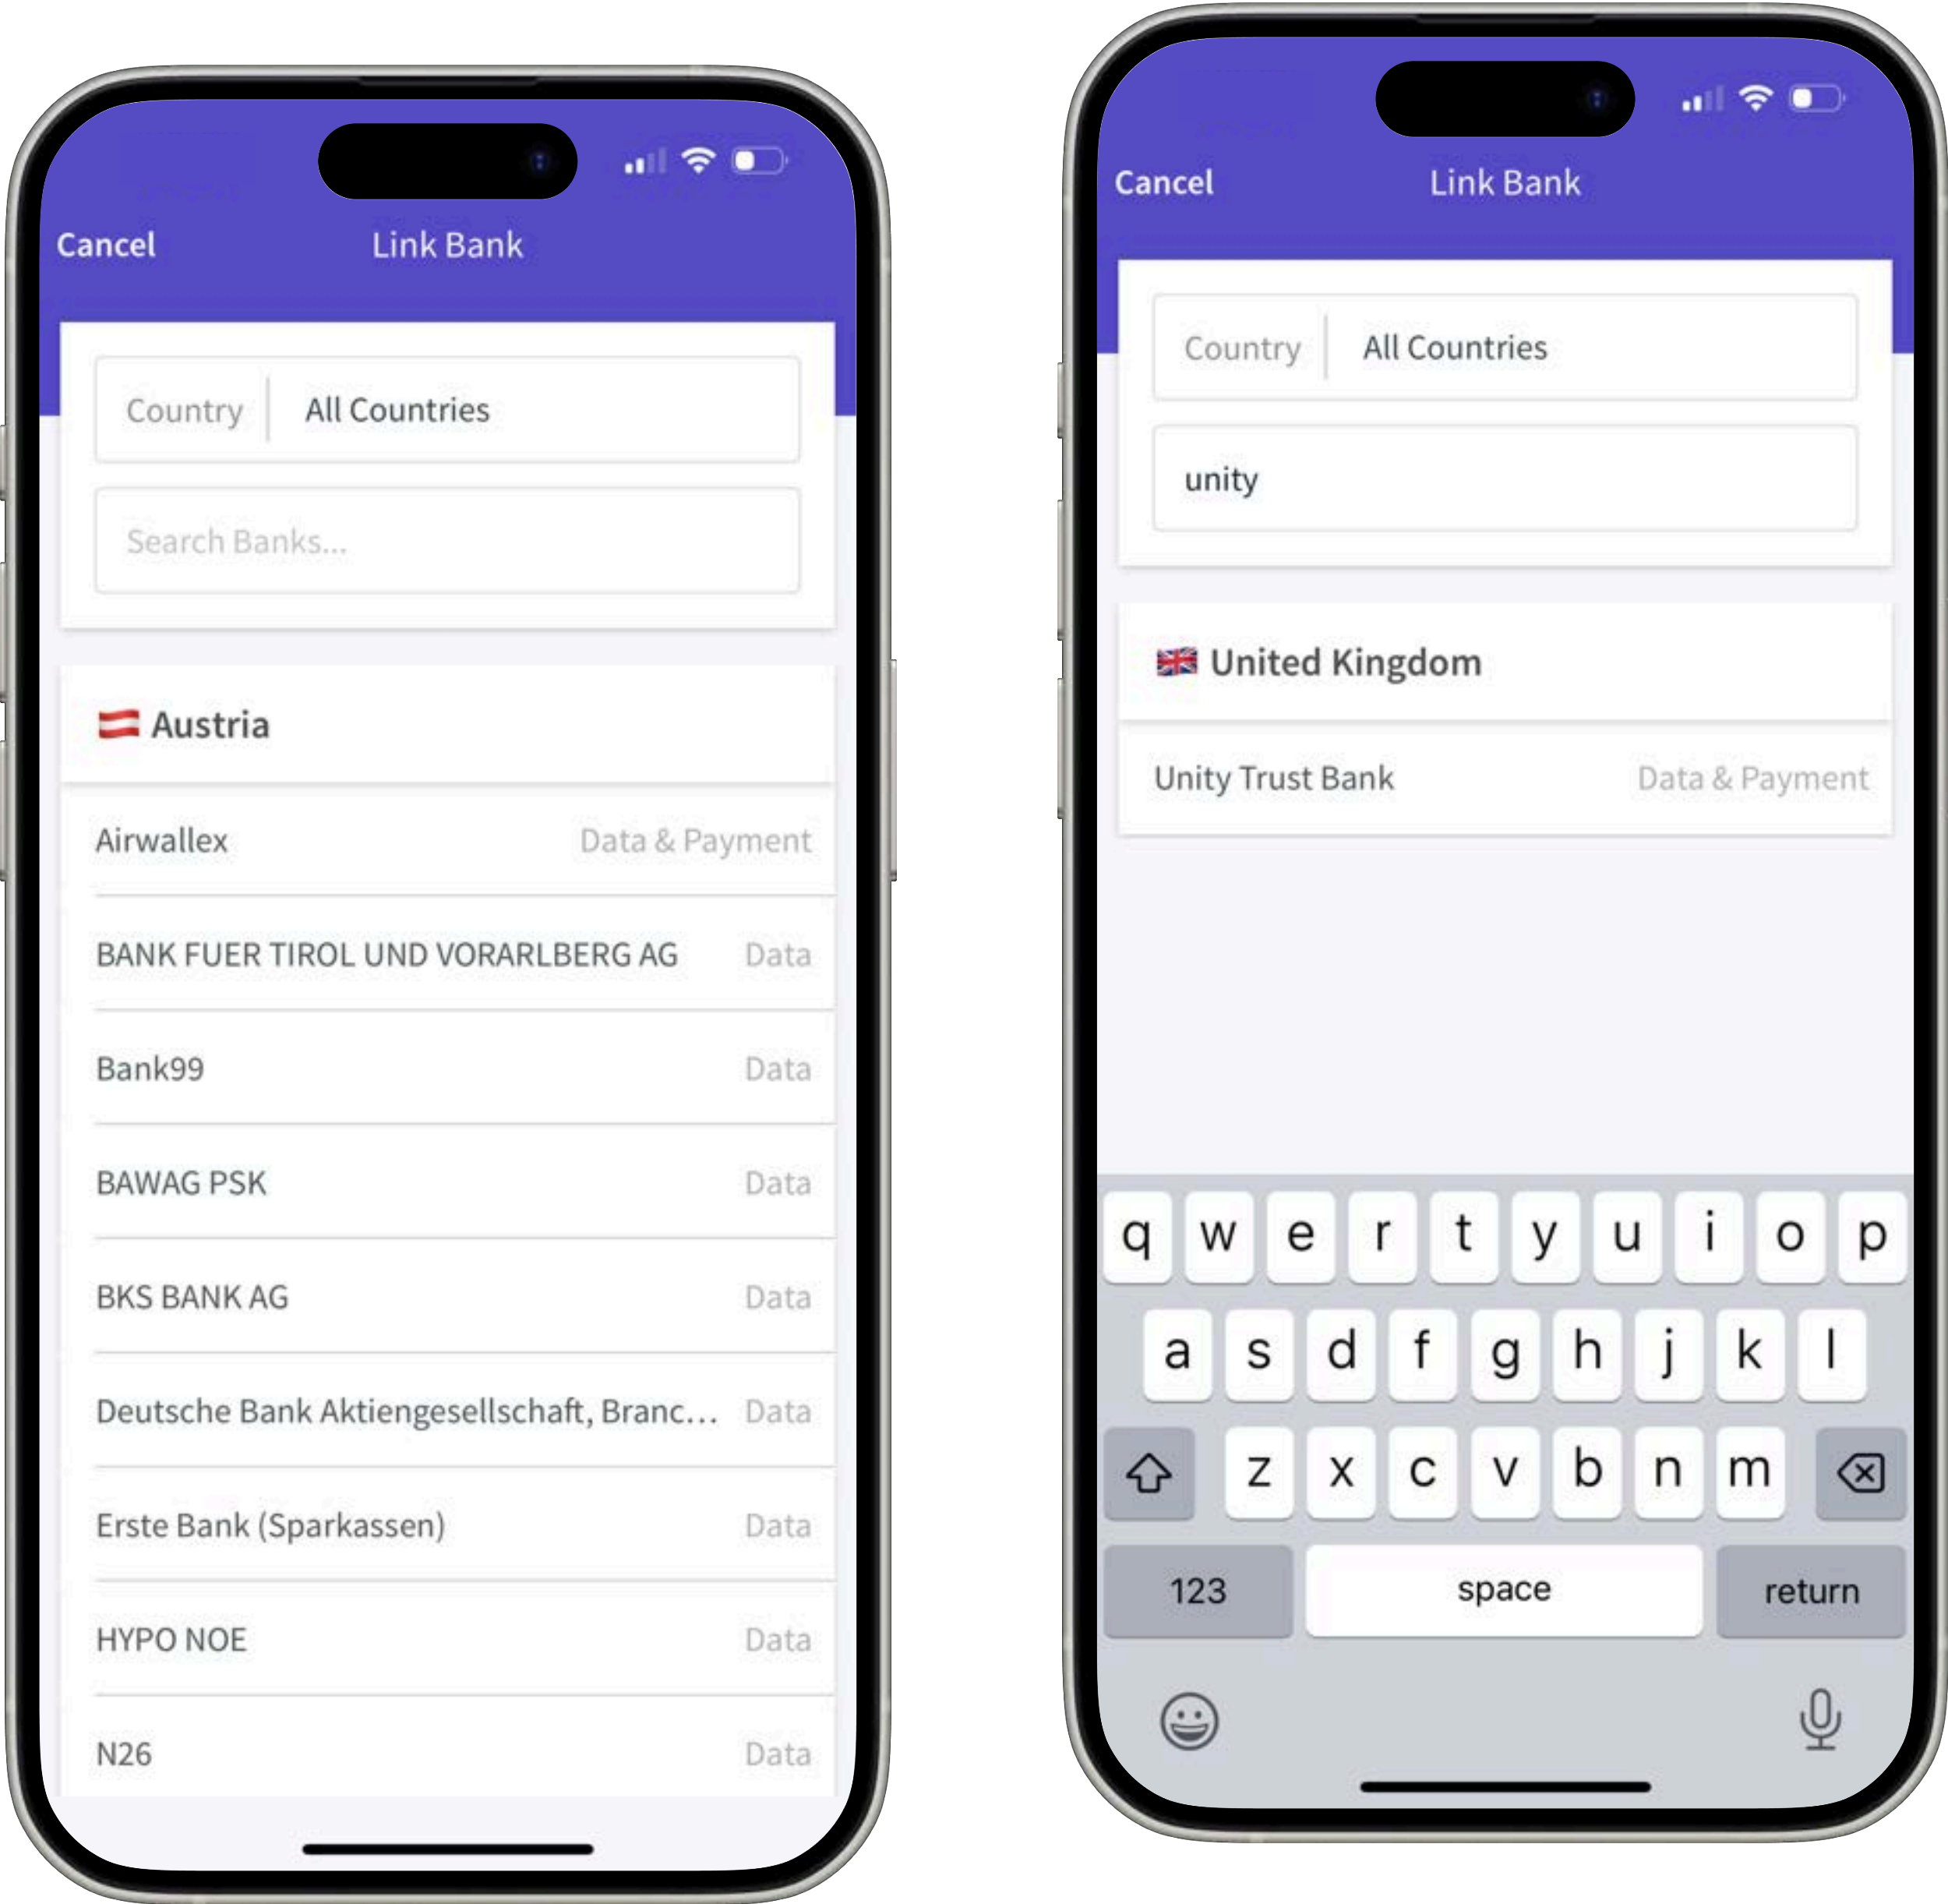 Cancel
Link Bank
Country
All Countries
Search Banks...
🇦🇹 Austria
Airwallex
Data & Payment
BANK FUER TIROL UND VORARLBERG AG
Data
Bank99
Data
BAWAG PSK
Data
BKS BANK AG
Data
Deutsche Bank Aktiengesellschaft, Branc...
Data
Erste Bank (Sparkassen)
Data
HYPO NOE
Data
N26
Data
Cancel
Link Bank
Country
All Countries
unity
🇬🇧 United Kingdom
Unity Trust Bank
Data & Payment
q w e r t y u i o p
a s d f g h j k l
z x c v b n m
123 space return